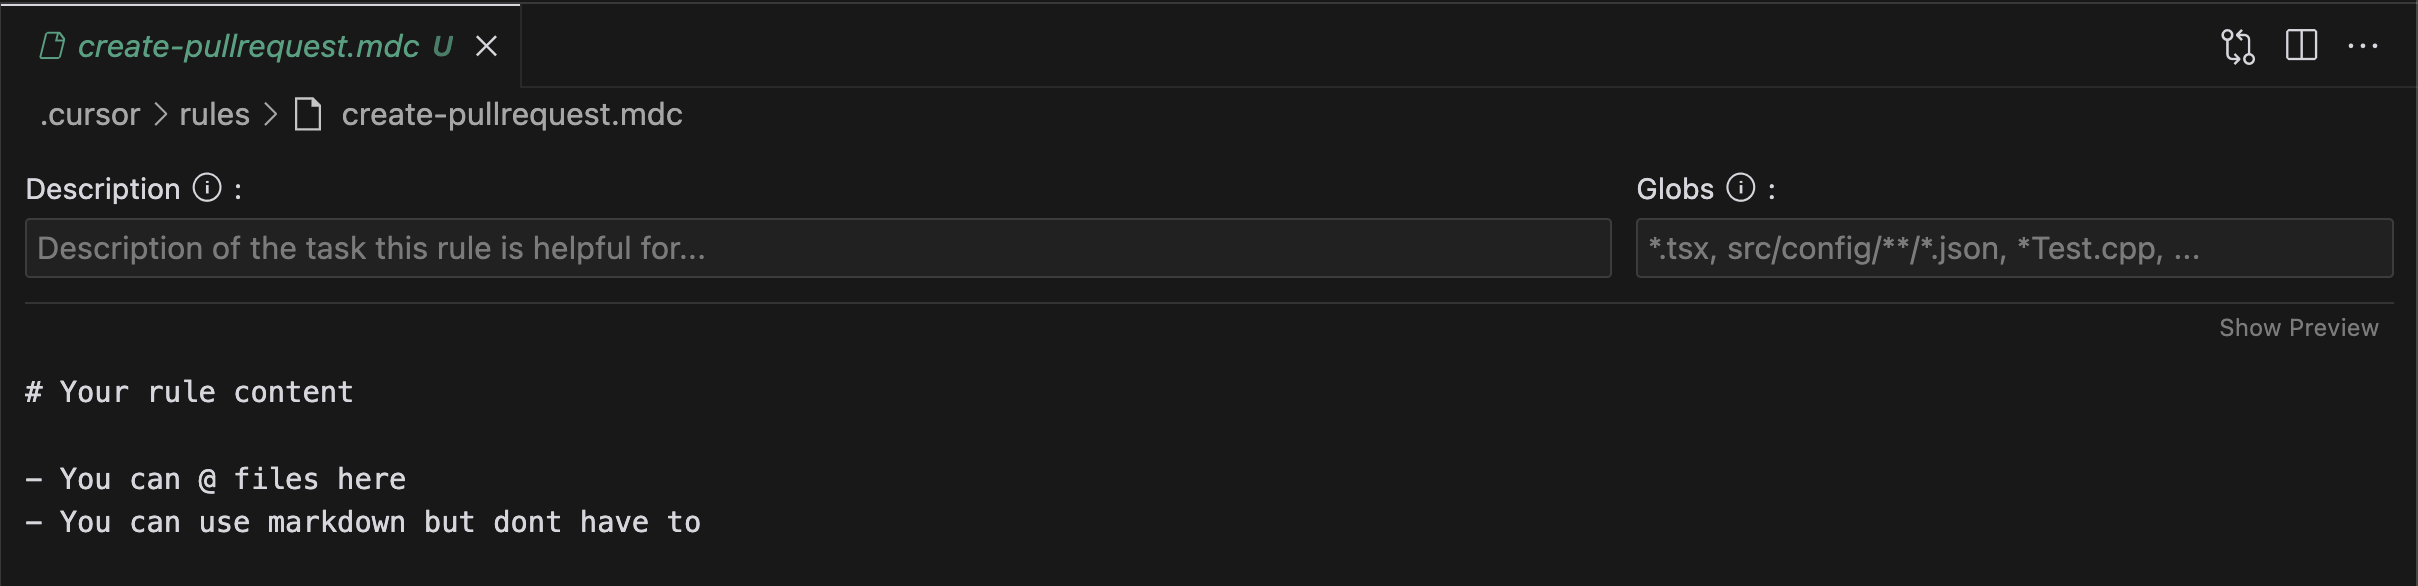 create-pullrequest.mdc U
.cursor > rules > create-pullrequest.mdc
Description :
Globs :
Description of the task this rule is helpful for...
*.tsx, src/config/**/*.json, *Test.cpp, ...
Show Preview
# Your rule content
- You can @ files here
- You can use markdown but dont have to